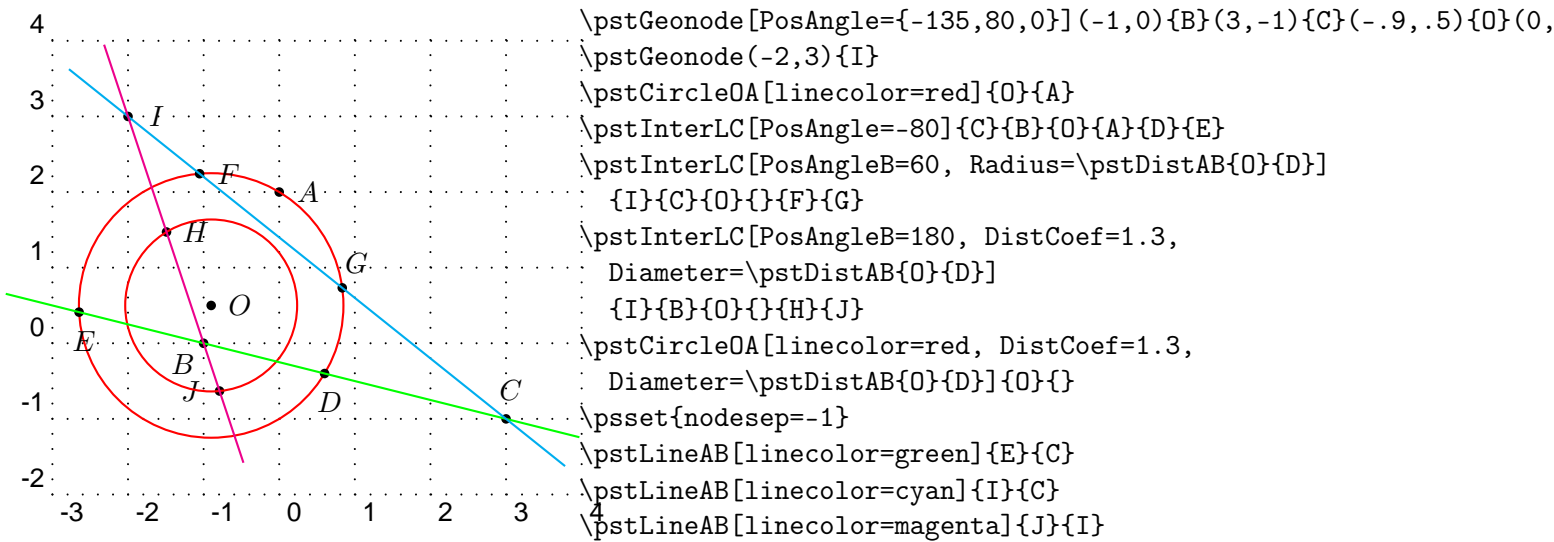 4
3
2
1
0
-1
-2
-3 -2 -1 0 1 2 3 4
I
F
A
H
G
O
E
B
J
D
C
\pstGeonode[PosAngle={-135,80,0}](-1,0){B}(3,-1){C}(-.9,.5){O}(0,
\pstGeonode(-2,3){I}
\pstCircleOA[linecolor=red]{O}{A}
\pstInterLC[PosAngle=-80]{C}{B}{O}{A}{D}{E}
\pstInterLC[PosAngleB=60, Radius=\pstDistAB{O}{D}]
{I}{C}{O}{}{F}{G}
\pstInterLC[PosAngleB=180, DistCoef=1.3,
Diameter=\pstDistAB{O}{D}]
{I}{B}{O}{}{H}{J}
\pstCircleOA[linecolor=red, DistCoef=1.3,
Diameter=\pstDistAB{O}{D}]{O}{}
\psset{nodesep=-1}
\pstLineAB[linecolor=green]{E}{C}
\pstLineAB[linecolor=cyan]{I}{C}
\pstLineAB[linecolor=magenta]{J}{I}